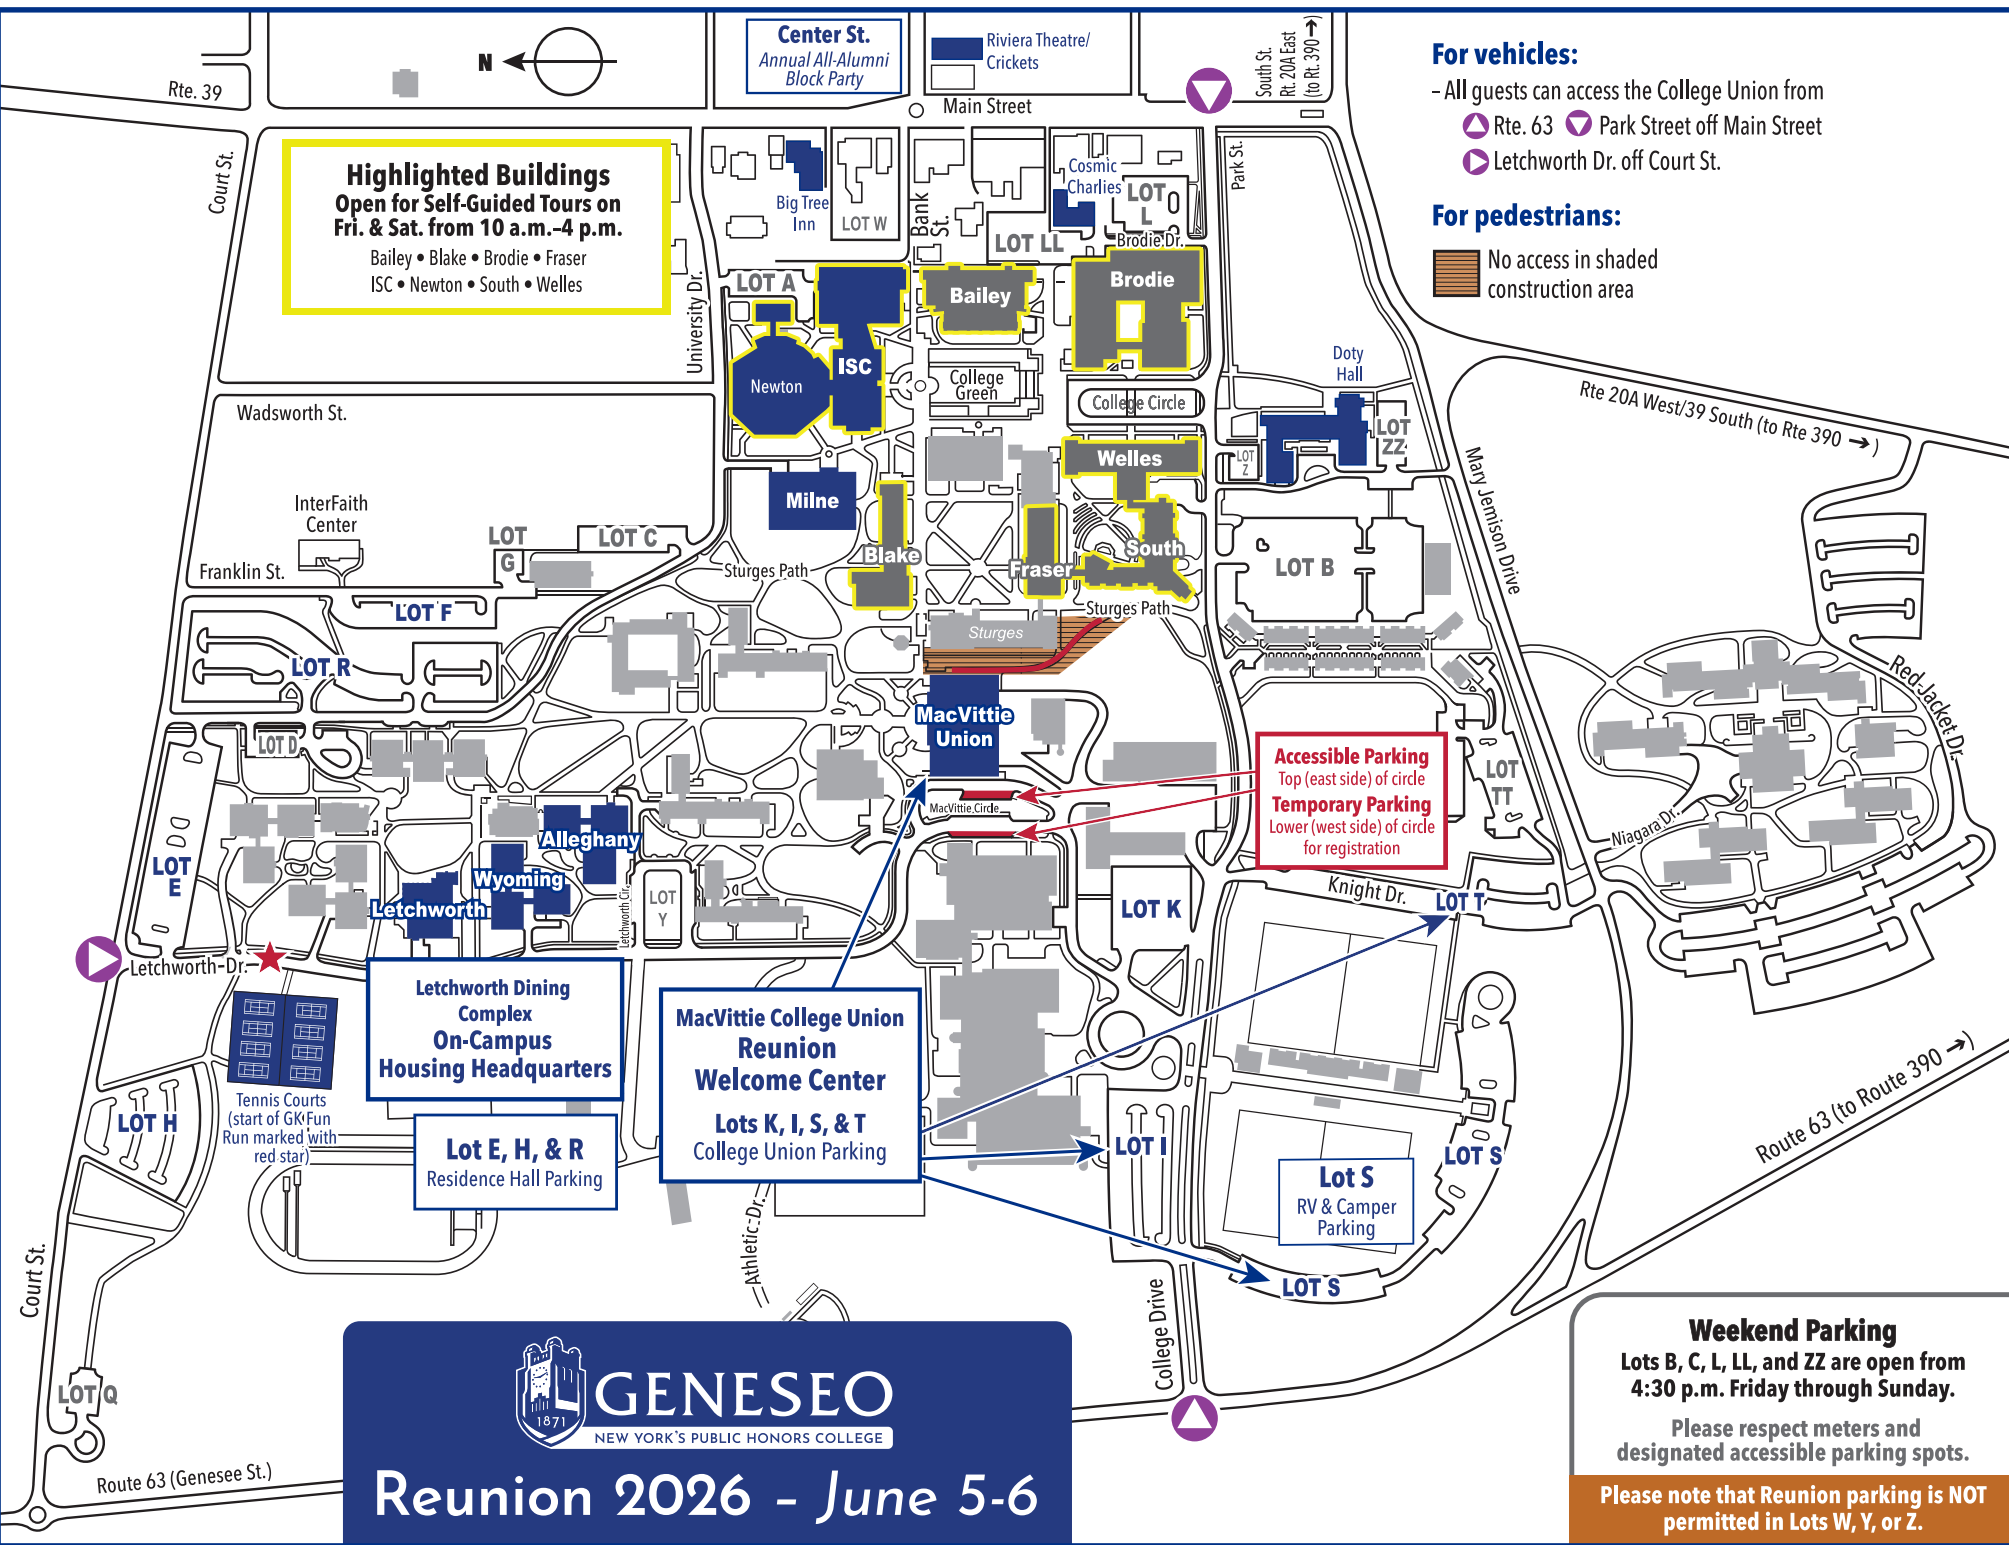 Center St.
Annual All-Alumni
Block Party
Riviera Theatre/
Crickets
N
Rte. 39
Main Street
South St.
Rt. 20A East
(to Rt. 390 →)
For vehicles:
– All guests can access the College Union from
Rte. 63 Park Street off Main Street
Letchworth Dr. off Court St.
For pedestrians:
No access in shaded
construction area
Highlighted Buildings
Open for Self-Guided Tours on
Fri. & Sat. from 10 a.m.–4 p.m.
Bailey • Blake • Brodie • Fraser
ISC • Newton • South • Welles
Court St.
University Dr.
Big Tree
Inn
LOT W
Bank
St.
Cosmic
Charlies
LOT
L
LOT LL
Brodie Dr.
Park St.
LOT A
Bailey
Brodie
ISC
Newton
College
Green
College Circle
Doty
Hall
LOT
ZZ
LOT
Z
Rte 20A West/39 South (to Rte 390 → )
Mary Jemison Drive
Wadsworth St.
Welles
Milne
InterFaith
Center
LOT
G
LOT C
Blake
Fraser
South
LOT B
Franklin St.
Sturges Path
Sturges Path
LOT F
Sturges
LOT R
Red-Jacket Dr.
MacVittie
Union
LOT D
Accessible Parking
Top (east side) of circle
Temporary Parking
Lower (west side) of circle
for registration
LOT
TT
MacVittie Circle
Niagara Dr.
Alleghany
LOT
E
Wyoming
Letchworth
Letchworth Cir.
LOT
Y
LOT K
Knight Dr.
LOT T
Letchworth-Dr.
Letchworth Dining
Complex
On-Campus
Housing Headquarters
MacVittie College Union
Reunion
Welcome Center
Lots K, I, S, & T
College Union Parking
Tennis Courts
(start of GK Fun
Run marked with
red star)
LOT H
Lot E, H, & R
Residence Hall Parking
LOT I
LOT S
Lot S
RV & Camper
Parking
Route 63 (to Route 390 →)
Athletic-Dr.
LOT S
Court St.
College Drive
LOT Q
Route 63 (Genesee St.)
1871
GENESEO
NEW YORK'S PUBLIC HONORS COLLEGE
Reunion 2026 – June 5-6
Weekend Parking
Lots B, C, L, LL, and ZZ are open from
4:30 p.m. Friday through Sunday.
Please respect meters and
designated accessible parking spots.
Please note that Reunion parking is NOT
permitted in Lots W, Y, or Z.